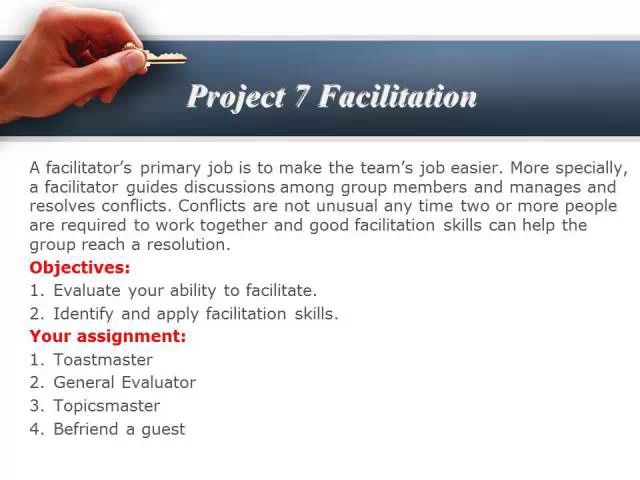 Project 7 Facilitation
A facilitator’s primary job is to make the team’s job easier. More specially,
a facilitator guides discussions among group members and manages and
resolves conflicts. Conflicts are not unusual any time two or more people
are required to work together and good facilitation skills can help the
group reach a resolution.
Objectives:
1. Evaluate your ability to facilitate.
2. Identify and apply facilitation skills.
Your assignment:
1. Toastmaster
2. General Evaluator
3. Topicsmaster
4. Befriend a guest